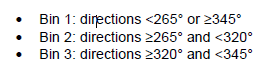 • Bin 1: directions <265° or ≥345°
• Bin 2: directions ≥265° and <320°
• Bin 3: directions ≥320° and <345°